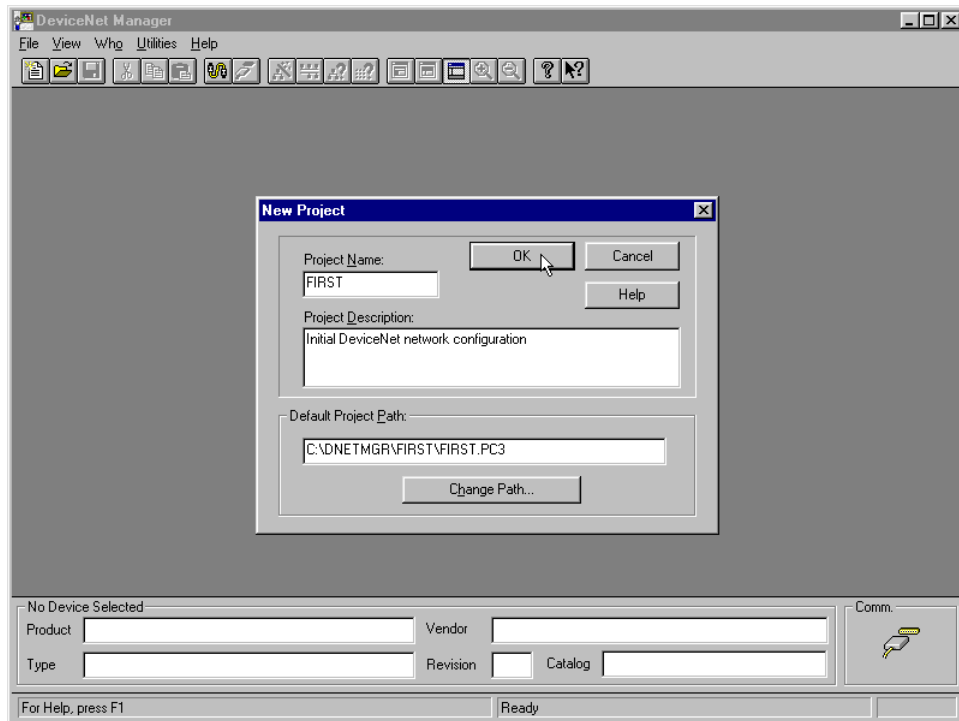 DeviceNet Manager
File View Who Utilities Help
New Project
Project Name:
FIRST
OK
Cancel
Help
Project Description:
Initial DeviceNet network configuration
Default Project Path:
C:\DNETMGR\FIRST\FIRST.PC3
Change Path...
No Device Selected
Comm.
Product
Vendor
Type
Revision
Catalog
For Help, press F1
Ready